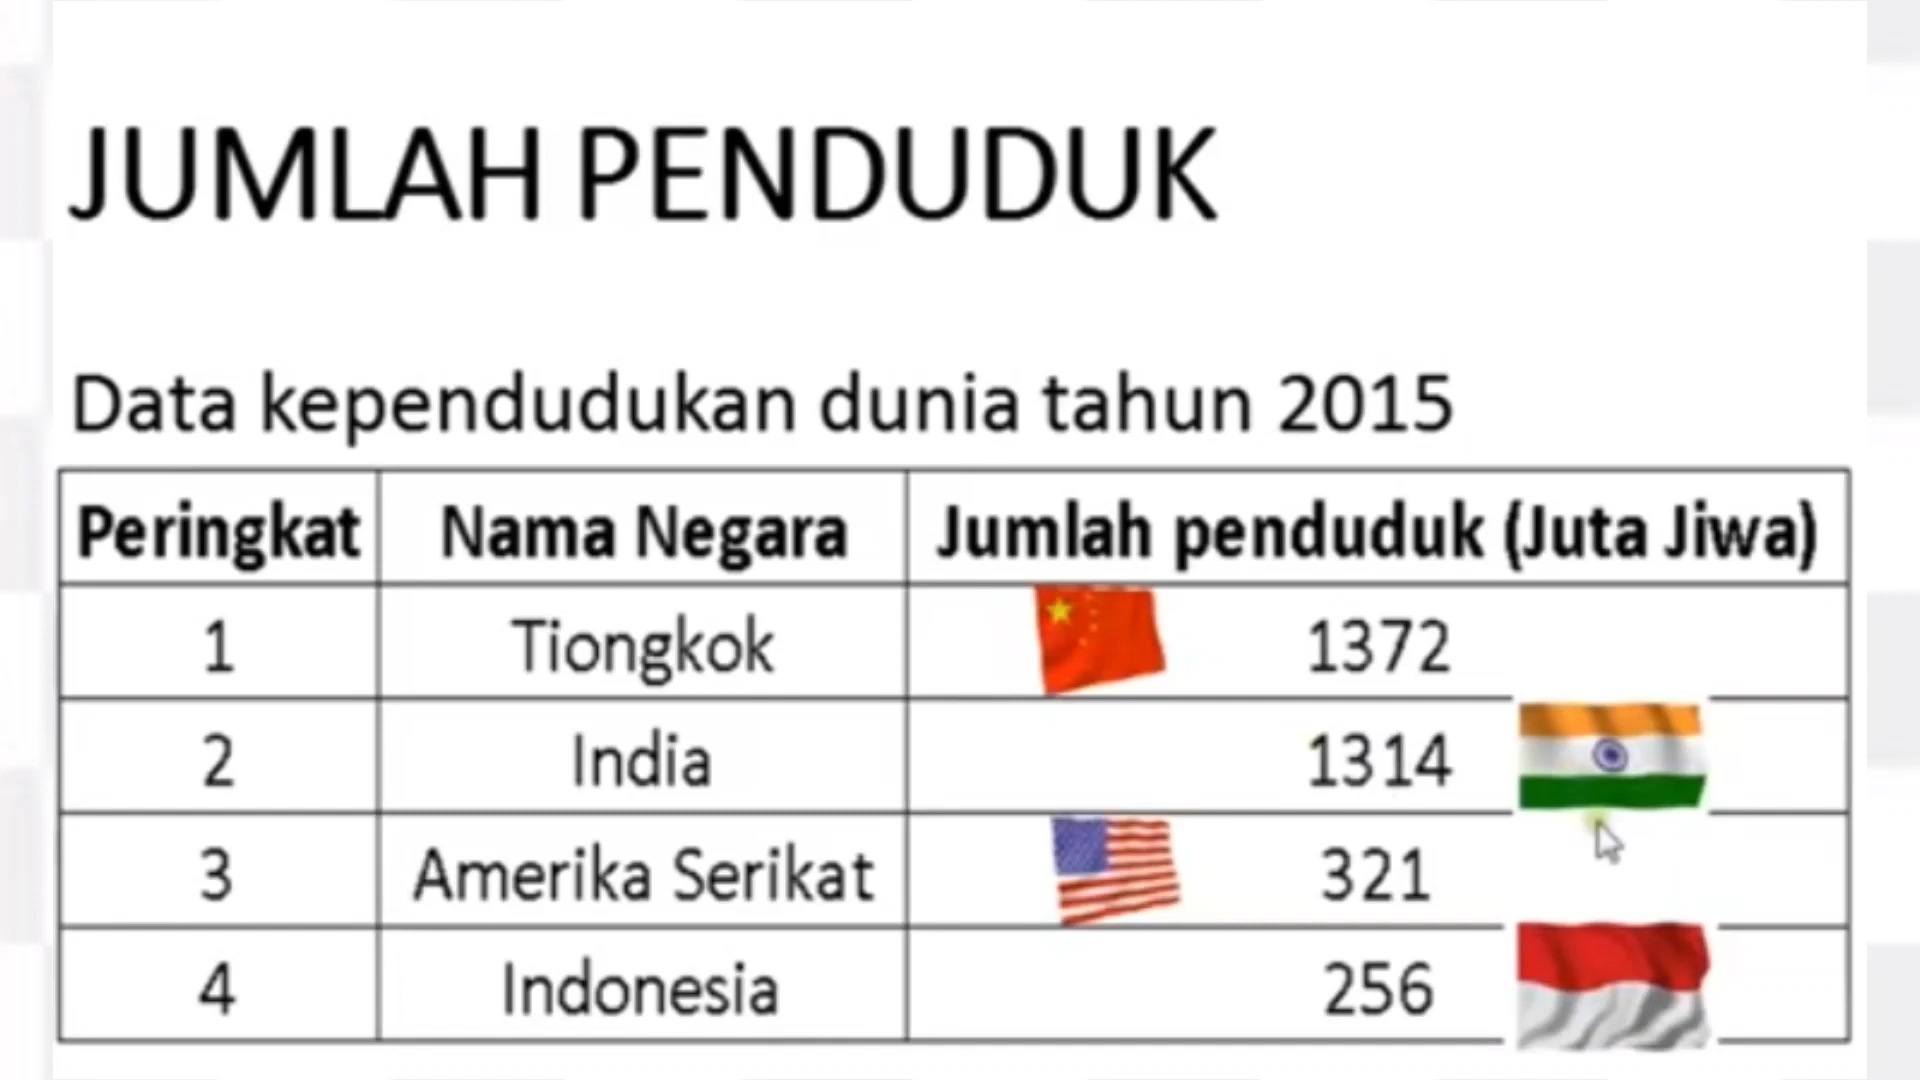 JUMLAH PENDUDUK
Data kependudukan dunia tahun 2015
Peringkat Nama Negara Jumlah penduduk (Juta Jiwa)
1 Tiongkok 1372
2 India 1314
3 Amerika Serikat 321
4 Indonesia 256